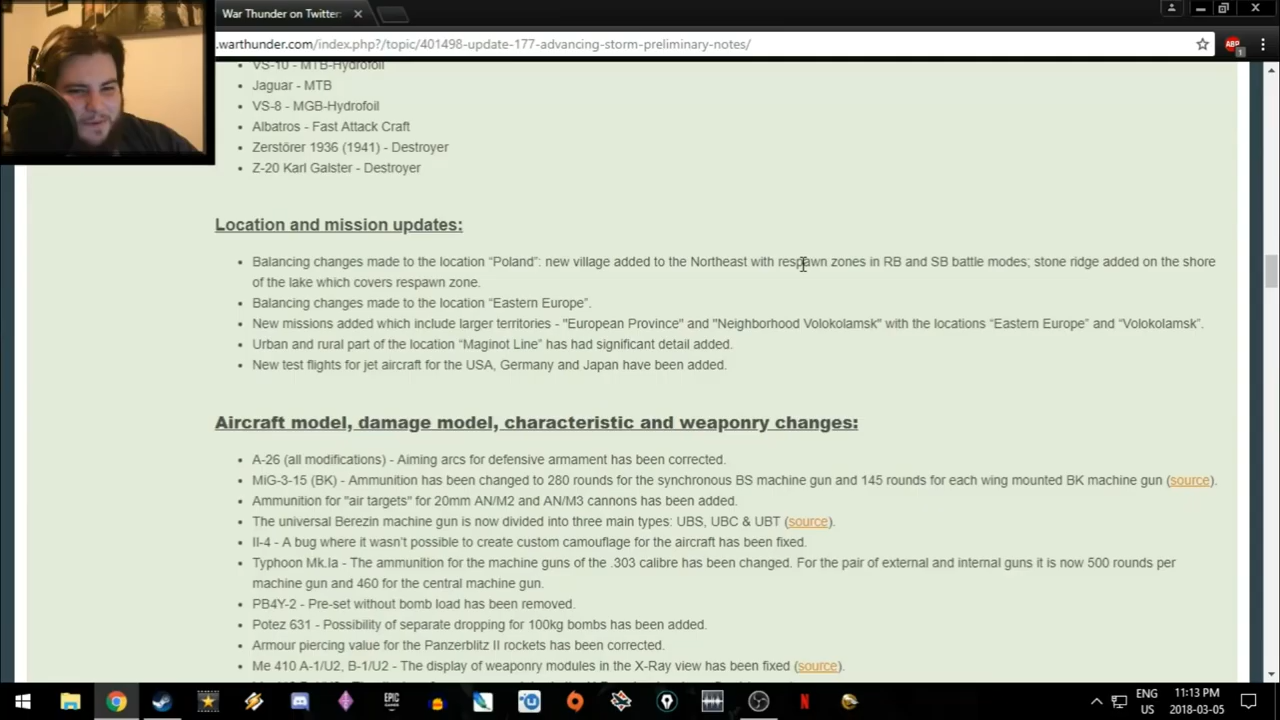 War Thunder on Twitter:
.warthunder.com/index.php?/topic/401498-update-177-advancing-storm-preliminary-notes/
ABP
1
VS-10 - MTB-Hydrofoil
Jaguar - MTB
VS-8 - MGB-Hydrofoil
Albatros - Fast Attack Craft
Zerstörer 1936 (1941) - Destroyer
Z-20 Karl Galster - Destroyer
Location and mission updates:
Balancing changes made to the location “Poland”: new village added to the Northeast with respawn zones in RB and SB battle modes; stone ridge added on the shore
of the lake which covers respawn zone.
Balancing changes made to the location “Eastern Europe”.
New missions added which include larger territories - "European Province" and "Neighborhood Volokolamsk" with the locations “Eastern Europe” and “Volokolamsk”.
Urban and rural part of the location “Maginot Line” has had significant detail added.
New test flights for jet aircraft for the USA, Germany and Japan have been added.
Aircraft model, damage model, characteristic and weaponry changes:
A-26 (all modifications) - Aiming arcs for defensive armament has been corrected.
MiG-3-15 (BK) - Ammunition has been changed to 280 rounds for the synchronous BS machine gun and 145 rounds for each wing mounted BK machine gun (source).
Ammunition for "air targets" for 20mm AN/M2 and AN/M3 cannons has been added.
The universal Berezin machine gun is now divided into three main types: UBS, UBC & UBT (source).
Il-4 - A bug where it wasn’t possible to create custom camouflage for the aircraft has been fixed.
Typhoon Mk.Ia - The ammunition for the machine guns of the .303 calibre has been changed. For the pair of external and internal guns it is now 500 rounds per
machine gun and 460 for the central machine gun.
PB4Y-2 - Pre-set without bomb load has been removed.
Potez 631 - Possibility of separate dropping for 100kg bombs has been added.
Armour piercing value for the Panzerblitz II rockets has been corrected.
Me 410 A-1/U2, B-1/U2 - The display of weaponry modules in the X-Ray view has been fixed (source).
EPIC
GAMES
ENG
US
11:13 PM
2018-03-05